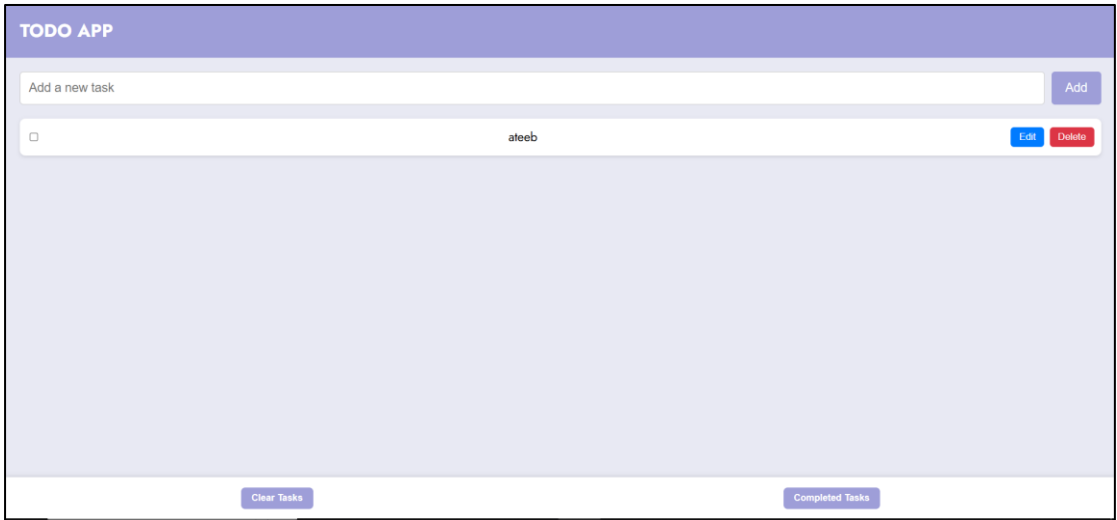 TODO APP
Add a new task Add
ateeb Edit Delete
Clear Tasks Completed Tasks